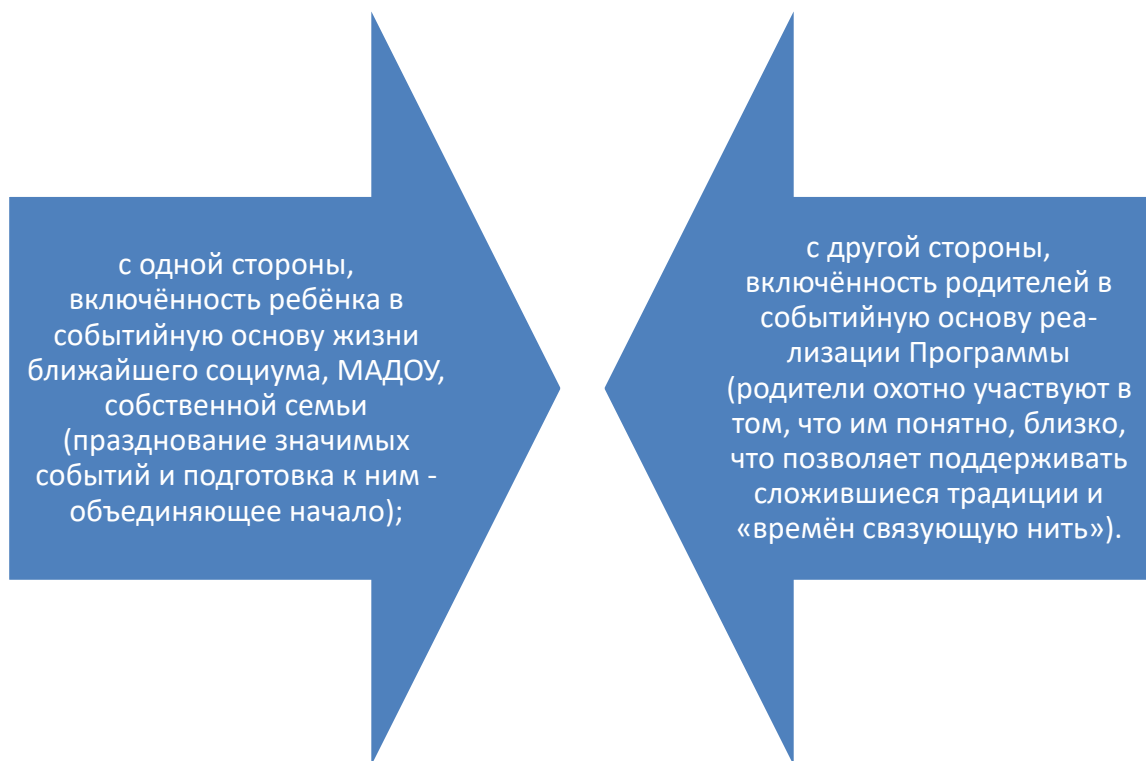 с одной стороны,
включённость ребёнка в
событийную основу жизни
ближайшего социума, МАДОУ,
собственной семьи
(празднование значимых
событий и подготовка к ним -
объединяющее начало);
с другой стороны,
включённость родителей в
событийную основу реа-
лизации Программы
(родители охотно участвуют в
том, что им понятно, близко,
что позволяет поддерживать
сложившиеся традиции и
«времён связующую нить»).